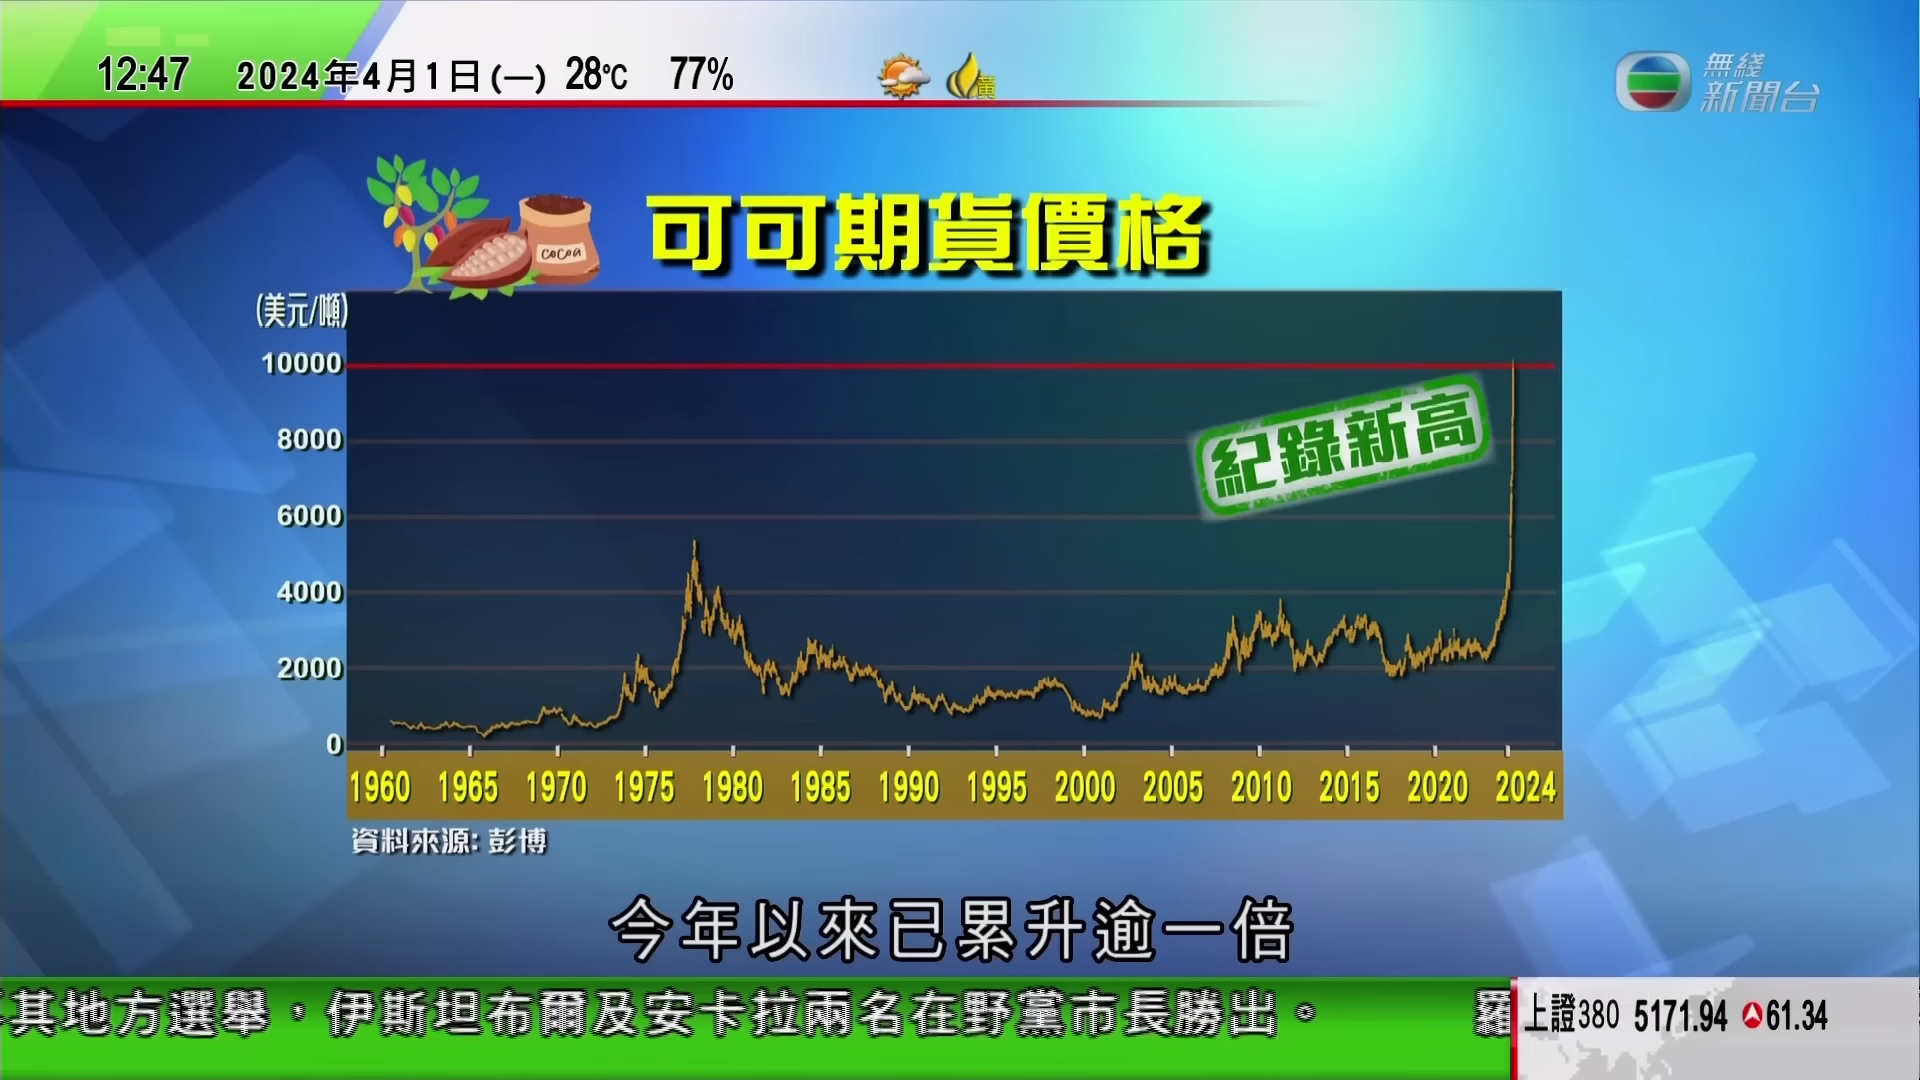 12:47 2024年4月1日(一) 28℃ 77%
黃
無綫
新聞台
可可期貨價格
cocoa
(美元/噸)
10000
8000
6000
4000
2000
0
紀錄新高
1960 1965 1970 1975 1980 1985 1990 1995 2000 2005 2010 2015 2020 2024
資料來源: 彭博
今年以來已累升逾一倍
其地方選舉，伊斯坦布爾及安卡拉兩名在野黨市長勝出。
上證380 5171.94 61.34